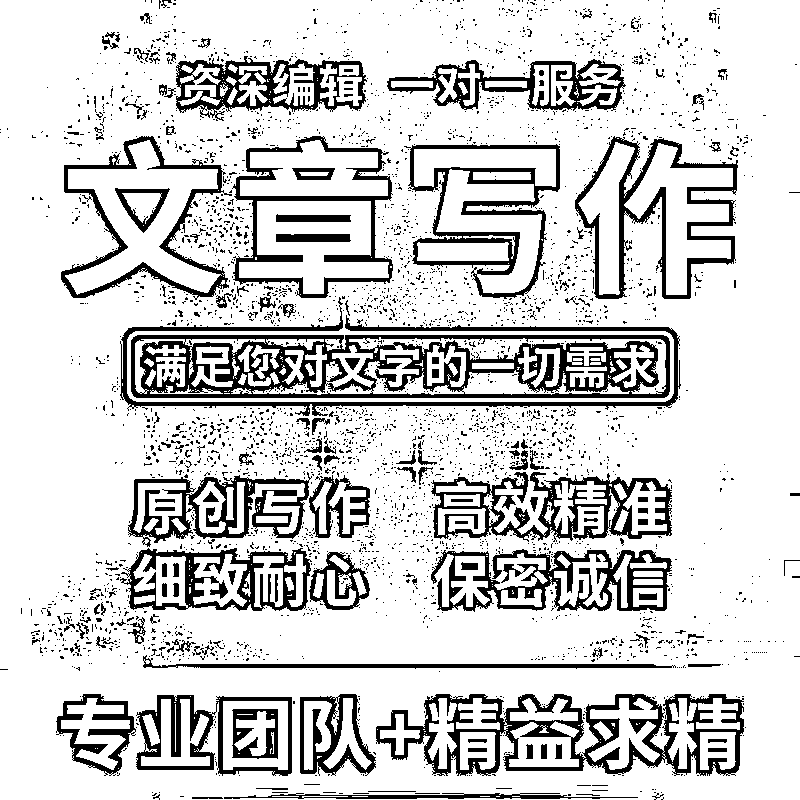 资深编辑 一对一服务
文章写作
满足您对文字的一切需求
原创写作 高效精准
细致耐心 保密诚信
专业团队+精益求精